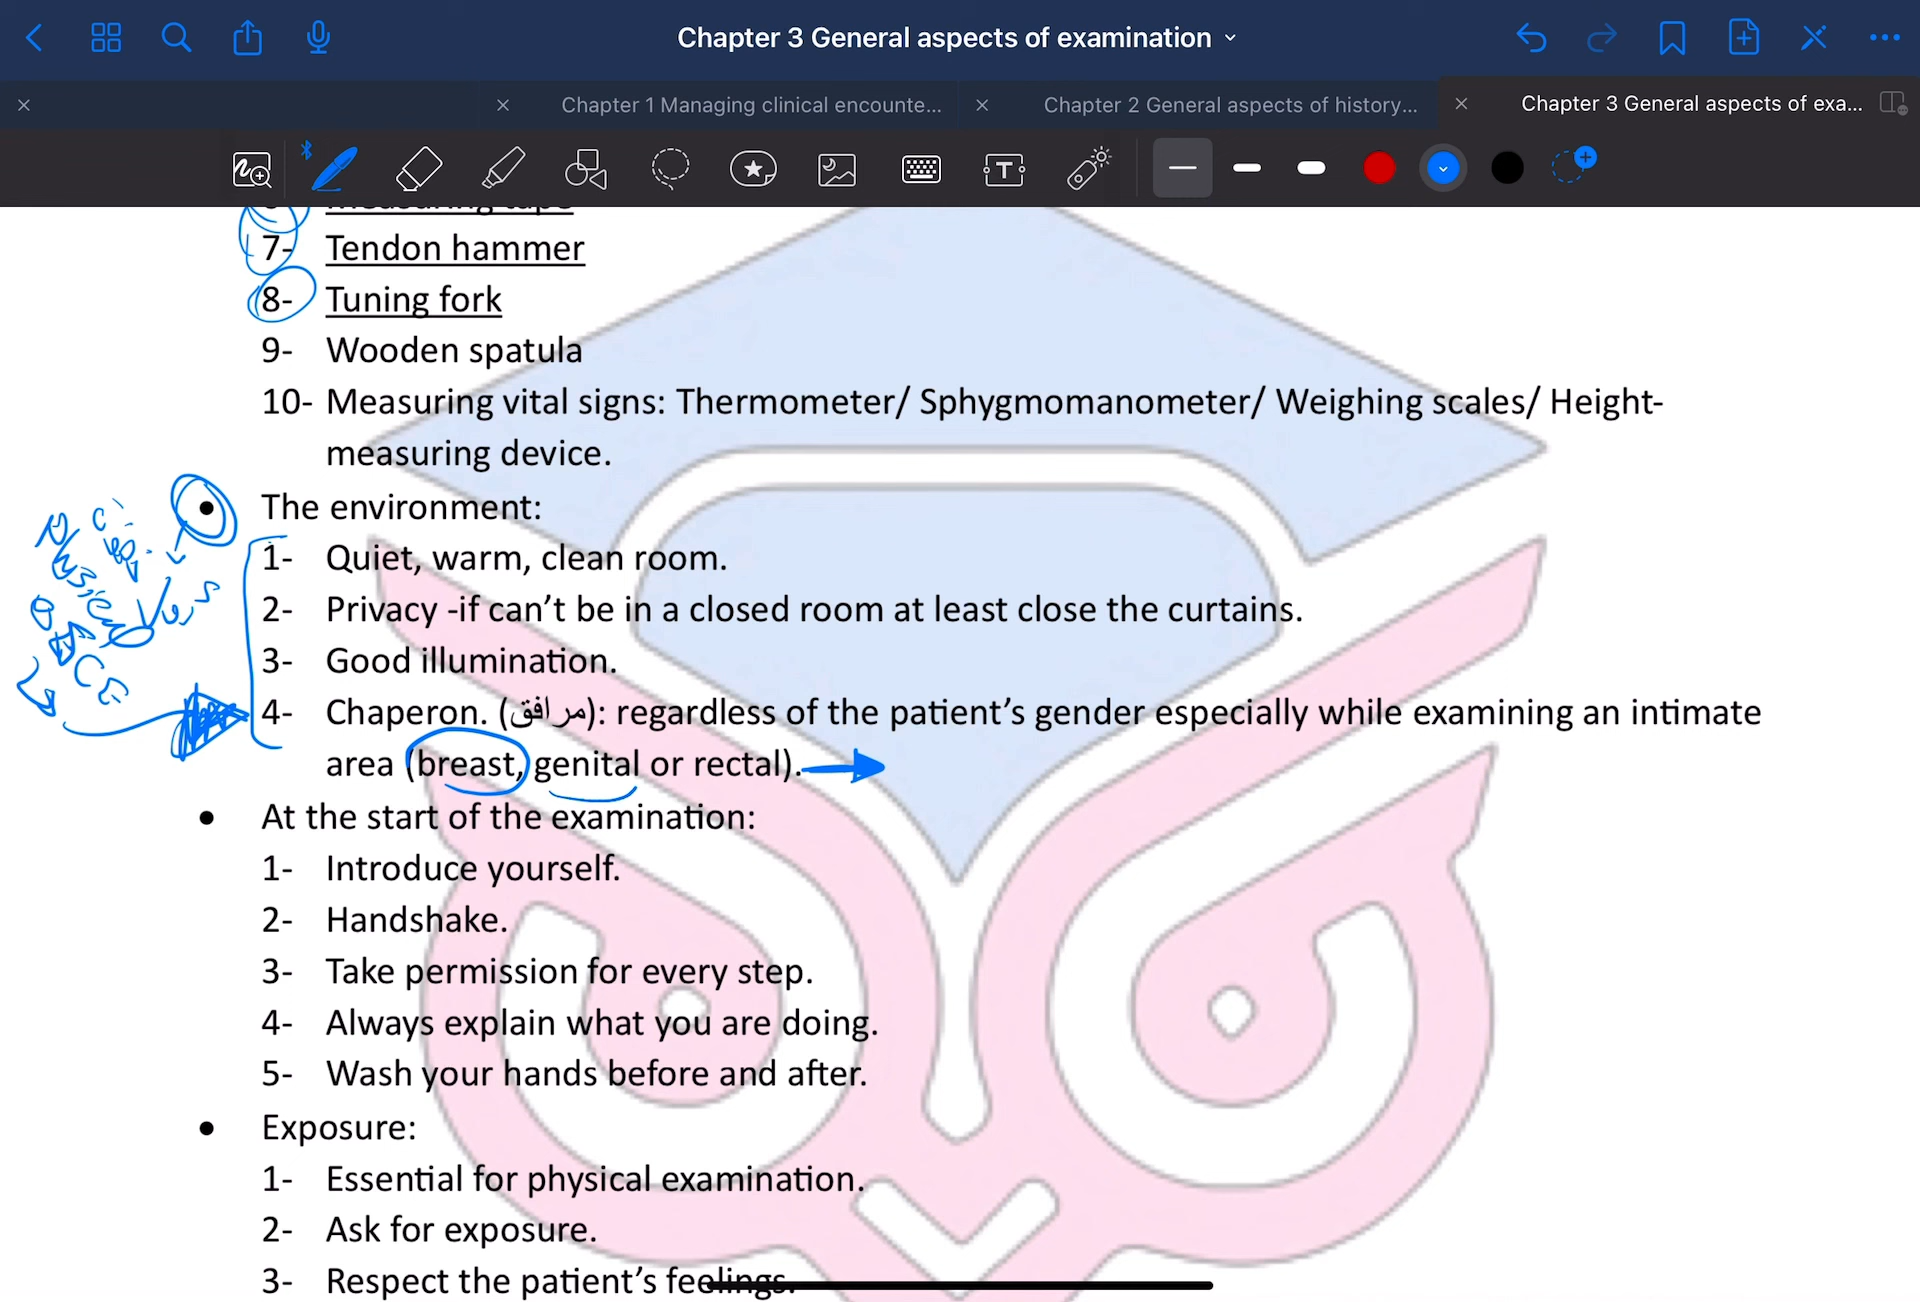 Chapter 3 General aspects of examination
Chapter 1 Managing clinical encounte...
Chapter 2 General aspects of history...
Chapter 3 General aspects of exa...
7- Tendon hammer
8- Tuning fork
9- Wooden spatula
10- Measuring vital signs: Thermometer/ Sphygmomanometer/ Weighing scales/ Height-
measuring device.
• The environment:
1- Quiet, warm, clean room.
2- Privacy -if can’t be in a closed room at least close the curtains.
3- Good illumination.
4- Chaperon. (مرافق): regardless of the patient’s gender especially while examining an intimate
area (breast, genital or rectal).
• At the start of the examination:
1- Introduce yourself.
2- Handshake.
3- Take permission for every step.
4- Always explain what you are doing.
5- Wash your hands before and after.
• Exposure:
1- Essential for physical examination.
2- Ask for exposure.
3- Respect the patient’s feelings.